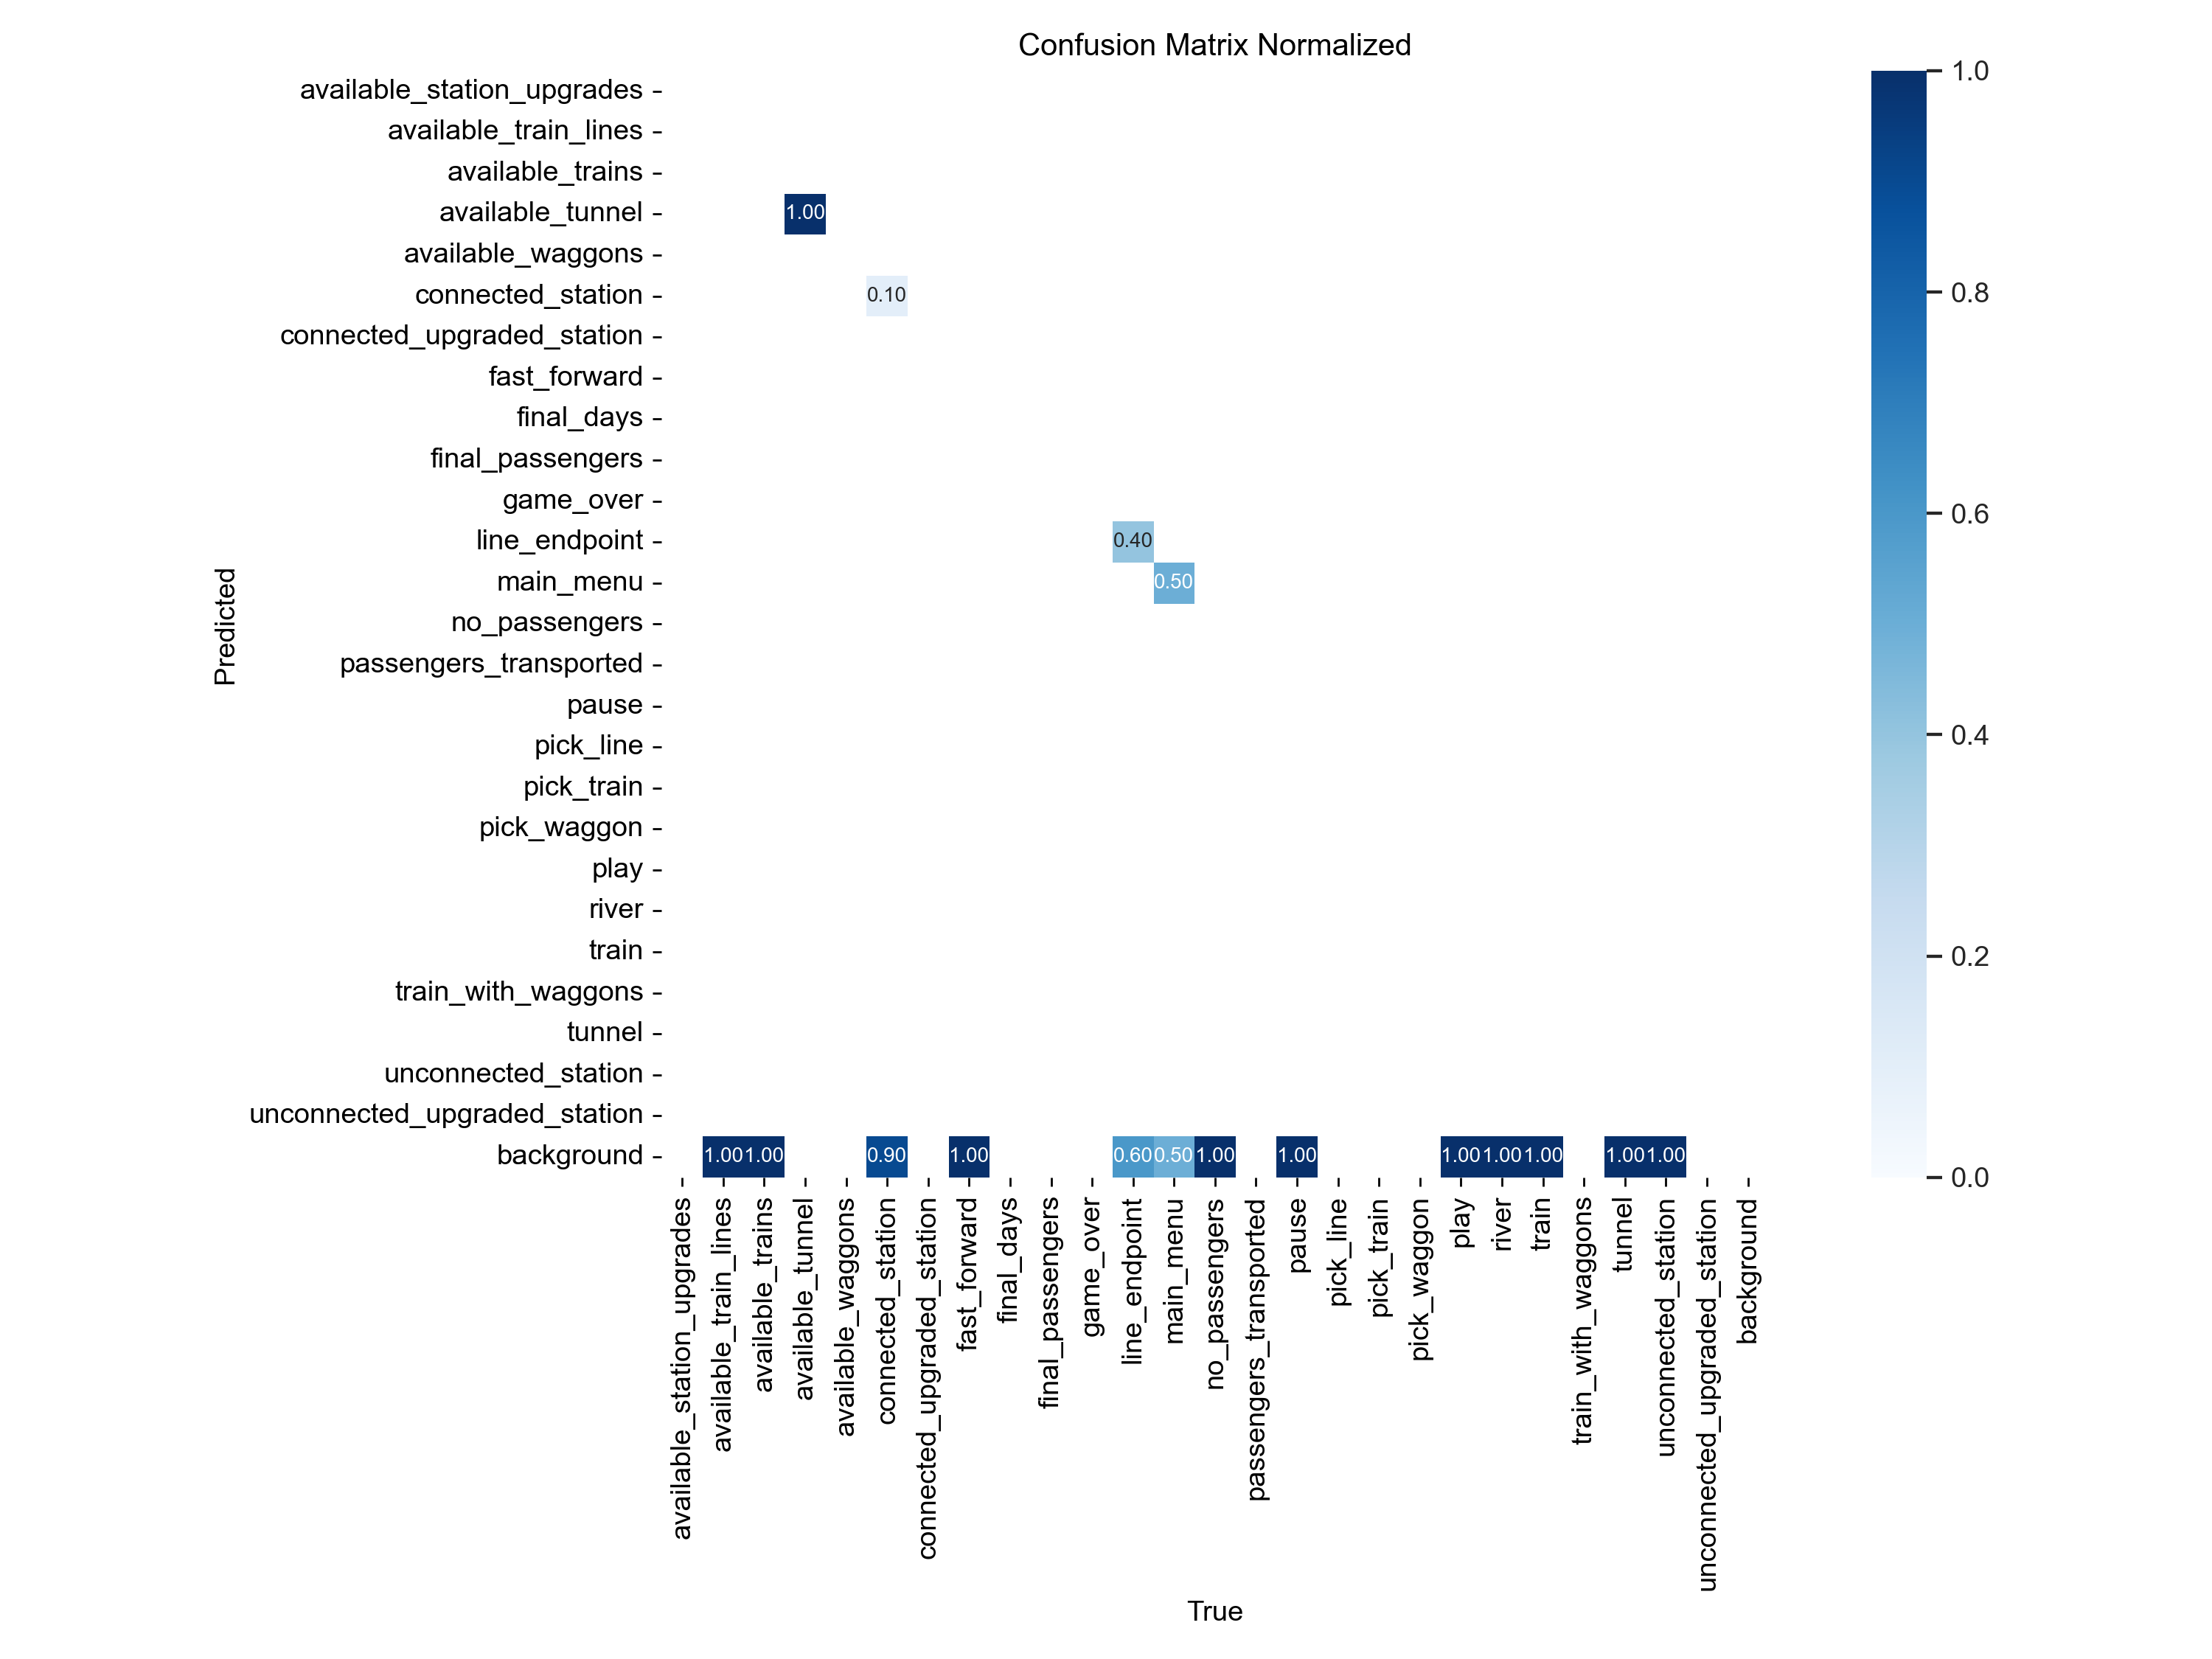 Confusion Matrix Normalized
available_station_upgrades
available_train_lines
available_trains
available_tunnel
available_waggons
connected_station
connected_upgraded_station
fast_forward
final_days
final_passengers
game_over
line_endpoint
main_menu
no_passengers
passengers_transported
pause
pick_line
pick_train
pick_waggon
play
river
train
train_with_waggons
tunnel
unconnected_station
unconnected_upgraded_station
background
Predicted
1.00
0.10
0.40
0.50
1.00 1.00 0.90 1.00 0.60 0.50 1.00 1.00 1.00 1.00 1.00 1.00 1.00
available_station_upgrades
available_train_lines
available_trains
available_tunnel
available_waggons
connected_station
connected_upgraded_station
fast_forward
final_days
final_passengers
game_over
line_endpoint
main_menu
no_passengers
passengers_transported
pause
pick_line
pick_train
pick_waggon
play
river
train
train_with_waggons
tunnel
unconnected_station
unconnected_upgraded_station
background
True
1.0
0.8
0.6
0.4
0.2
0.0